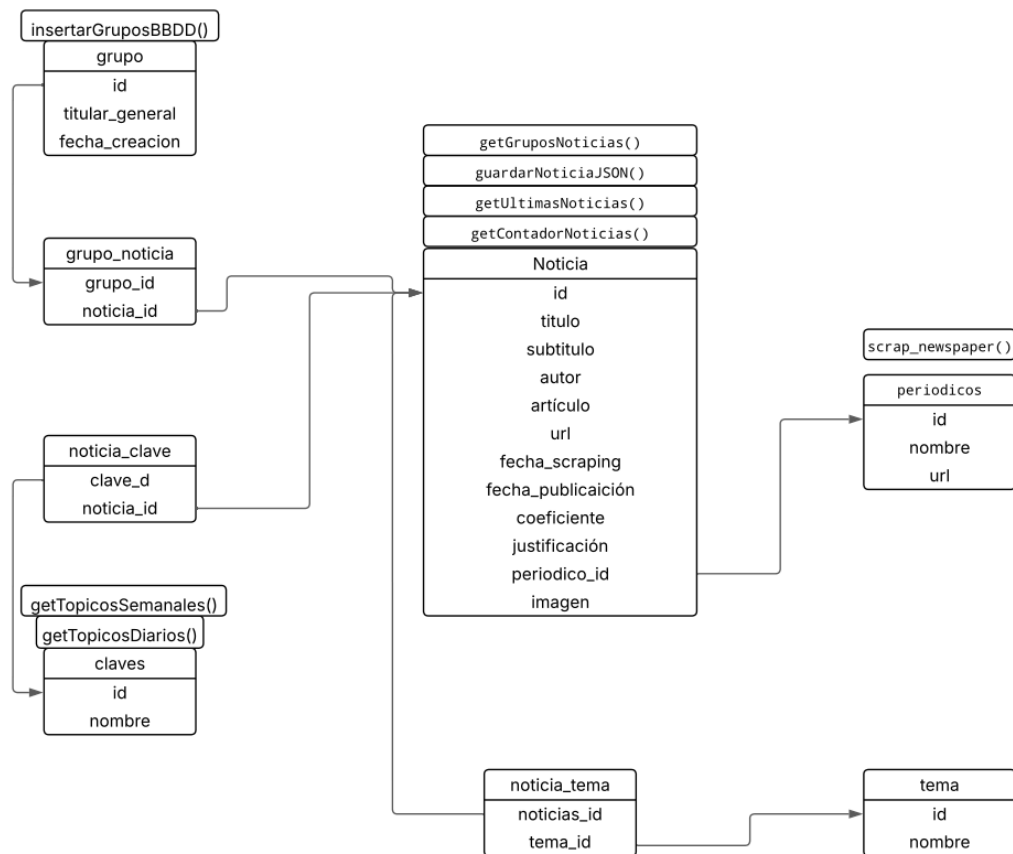 insertarGruposBBDD()
grupo
id
titular_general
fecha_creacion
grupo_noticia
grupo_id
noticia_id
noticia_clave
clave_d
noticia_id
getTopicosSemanales()
getTopicosDiarios()
claves
id
nombre
getGruposNoticias()
guardarNoticiaJSON()
getUltimasNoticias()
getContadorNoticias()
Noticia
id
titulo
subtitulo
autor
artículo
url
fecha_scraping
fecha_publicaición
coeficiente
justificación
periodico_id
imagen
noticia_tema
noticias_id
tema_id
scrap_newspaper()
periodicos
id
nombre
url
tema
id
nombre